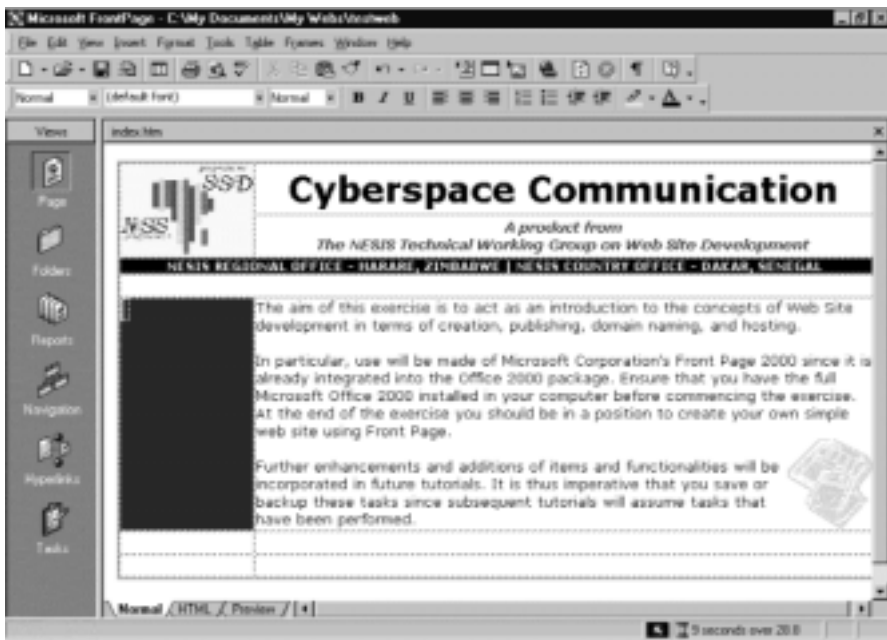 Microsoft FrontPage - C:\My Documents\My Webs\testweb
File Edit View Insert Format Tools Table Frames Window Help
Normal (default font) Normal B I U
Views index.htm
Page
Folders
Reports
Navigation
Hyperlinks
Tasks
SSD
NSS
Cyberspace Communication
A product from
The NESIS Technical Working Group on Web Site Development
NESIS REGIONAL OFFICE - HARARE, ZIMBABWE | NESIS COUNTRY OFFICE - DAKAR, SENEGAL
The aim of this exercise is to act as an introduction to the concepts of Web Site
development in terms of creation, publishing, domain naming, and hosting.
In particular, use will be made of Microsoft Corporation's Front Page 2000 since it is
already integrated into the Office 2000 package. Ensure that you have the full
Microsoft Office 2000 installed in your computer before commencing the exercise.
At the end of the exercise you should be in a position to create your own simple
web site using Front Page.
Further enhancements and additions of items and functionalities will be
incorporated in future tutorials. It is thus imperative that you save or
backup these tasks since subsequent tutorials will assume tasks that
have been performed.
Normal HTML Preview
9 seconds over 28.8